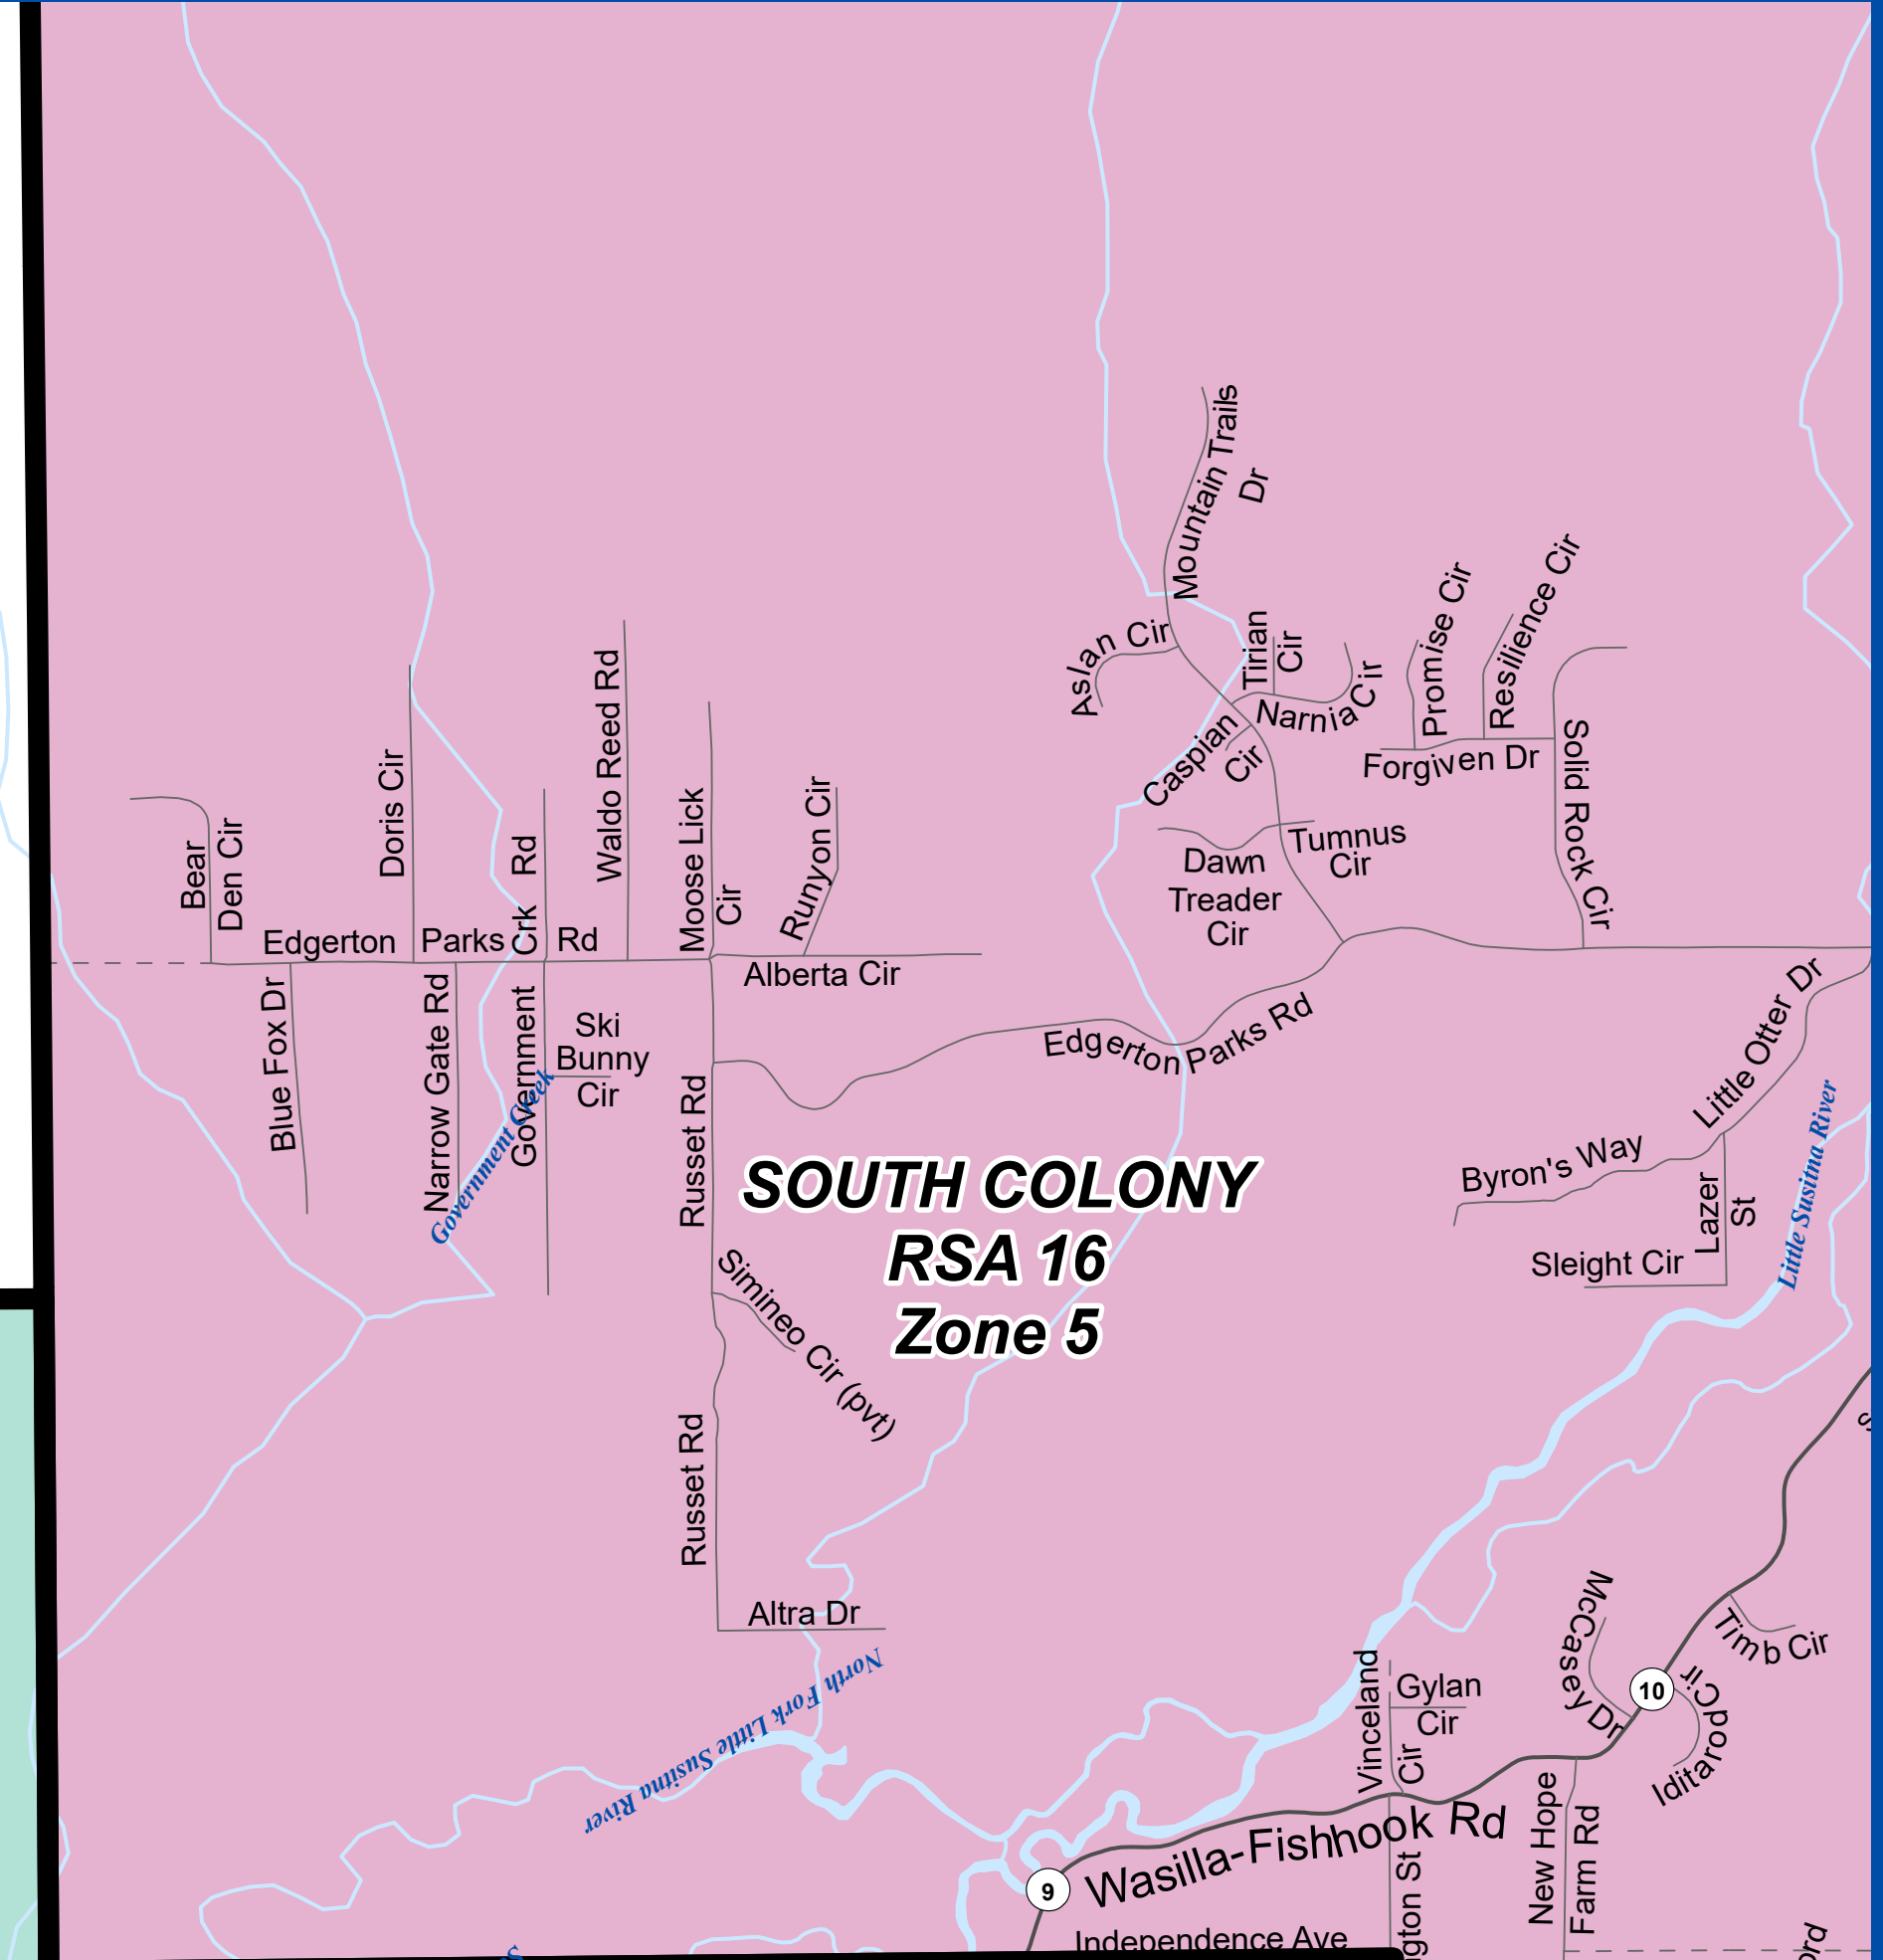 Mountain Trails
Dr
Aslan Cir
Tirian
Cir
Narnia Cir
Promise Cir
Resilience Cir
Caspian
Cir
Forgiven Dr
Solid Rock Cir
Waldo Reed Rd
Doris Cir
Moose Lick
Cir
Runyon Cir
Bear
Den Cir
Dawn
Treader
Cir
Tumnus
Cir
Edgerton Parks Rd
Government Crk Rd
Alberta Cir
Blue Fox Dr
Narrow Gate Rd
Ski
Bunny
Cir
Government Creek
Russet Rd
Edgerton Parks Rd
Little Otter Dr
Byron's Way
Lazer
St
Sleight Cir
Little Susitna River
SOUTH COLONY
RSA 16
Zone 5
Simineo Cir (pvt)
Russet Rd
Altra Dr
North Fork Little Susitna River
McCasey Dr
Timb Cir
10
Iditarod Cir
Vinceland
Cir
Gylan
Cir
Wasilla-Fishhook Rd
9
New Hope
Farm Rd
Independence Ave
gton St
ord